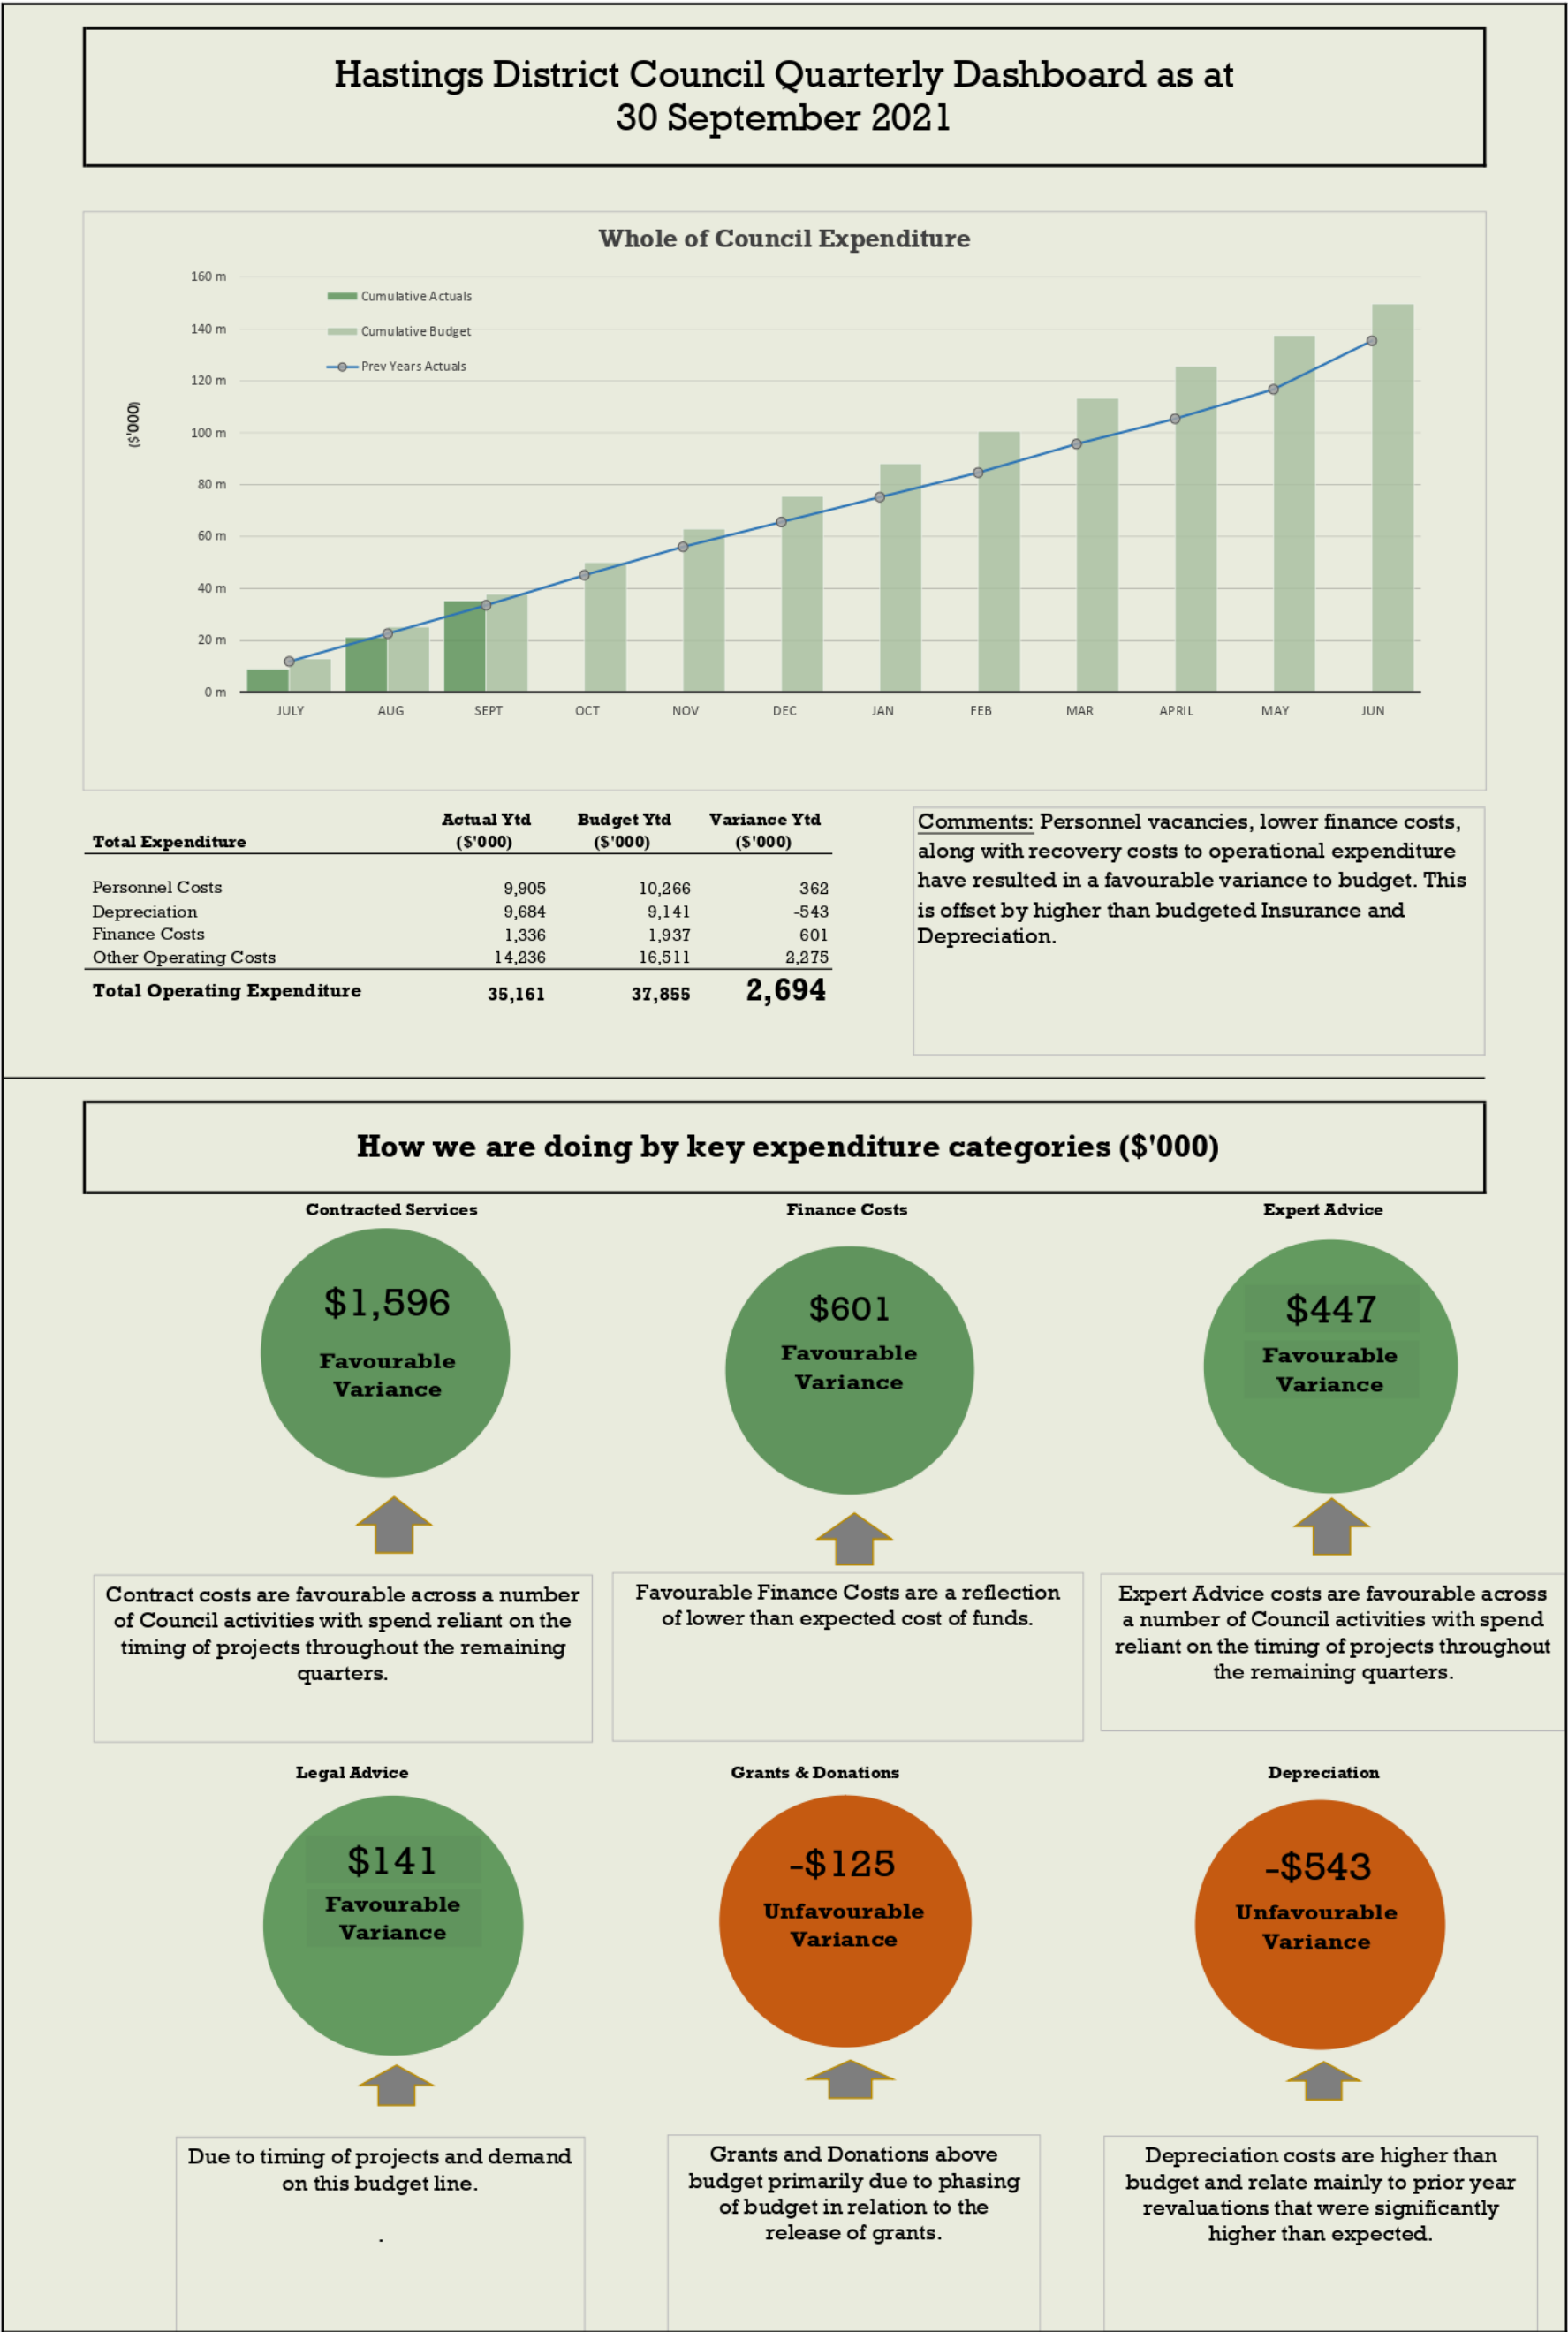 Hastings District Council Quarterly Dashboard as at
30 September 2021
Whole of Council Expenditure
160 m
140 m
120 m
100 m
80 m
60 m
40 m
20 m
0 m
($'000)
Cumulative Actuals
Cumulative Budget
Prev Years Actuals
JULY AUG SEPT OCT NOV DEC JAN FEB MAR APRIL MAY JUN
Total Expenditure Actual Ytd ($'000) Budget Ytd ($'000) Variance Ytd ($'000)
Personnel Costs 9,905 10,266 362
Depreciation 9,684 9,141 -543
Finance Costs 1,336 1,937 601
Other Operating Costs 14,236 16,511 2,275
Total Operating Expenditure 35,161 37,855 2,694
Comments: Personnel vacancies, lower finance costs,
along with recovery costs to operational expenditure
have resulted in a favourable variance to budget. This
is offset by higher than budgeted Insurance and
Depreciation.
How we are doing by key expenditure categories ($'000)
Contracted Services
$1,596
Favourable
Variance
Contract costs are favourable across a number
of Council activities with spend reliant on the
timing of projects throughout the remaining
quarters.
Finance Costs
$601
Favourable
Variance
Favourable Finance Costs are a reflection
of lower than expected cost of funds.
Expert Advice
$447
Favourable
Variance
Expert Advice costs are favourable across
a number of Council activities with spend
reliant on the timing of projects throughout
the remaining quarters.
Legal Advice
$141
Favourable
Variance
Due to timing of projects and demand
on this budget line.
.
Grants & Donations
-$125
Unfavourable
Variance
Grants and Donations above
budget primarily due to phasing
of budget in relation to the
release of grants.
Depreciation
-$543
Unfavourable
Variance
Depreciation costs are higher than
budget and relate mainly to prior year
revaluations that were significantly
higher than expected.